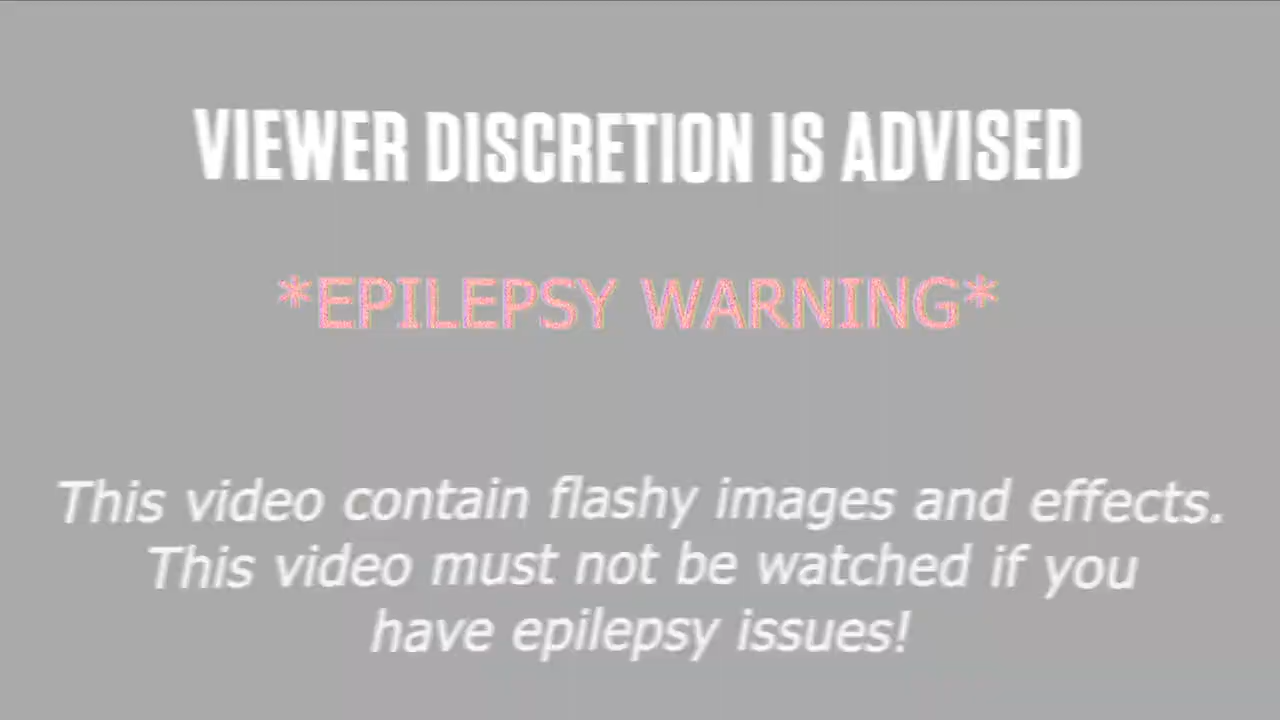 VIEWER DISCRETION IS ADVISED
*EPILEPSY WARNING*
This video contain flashy images and effects.
This video must not be watched if you
have epilepsy issues!